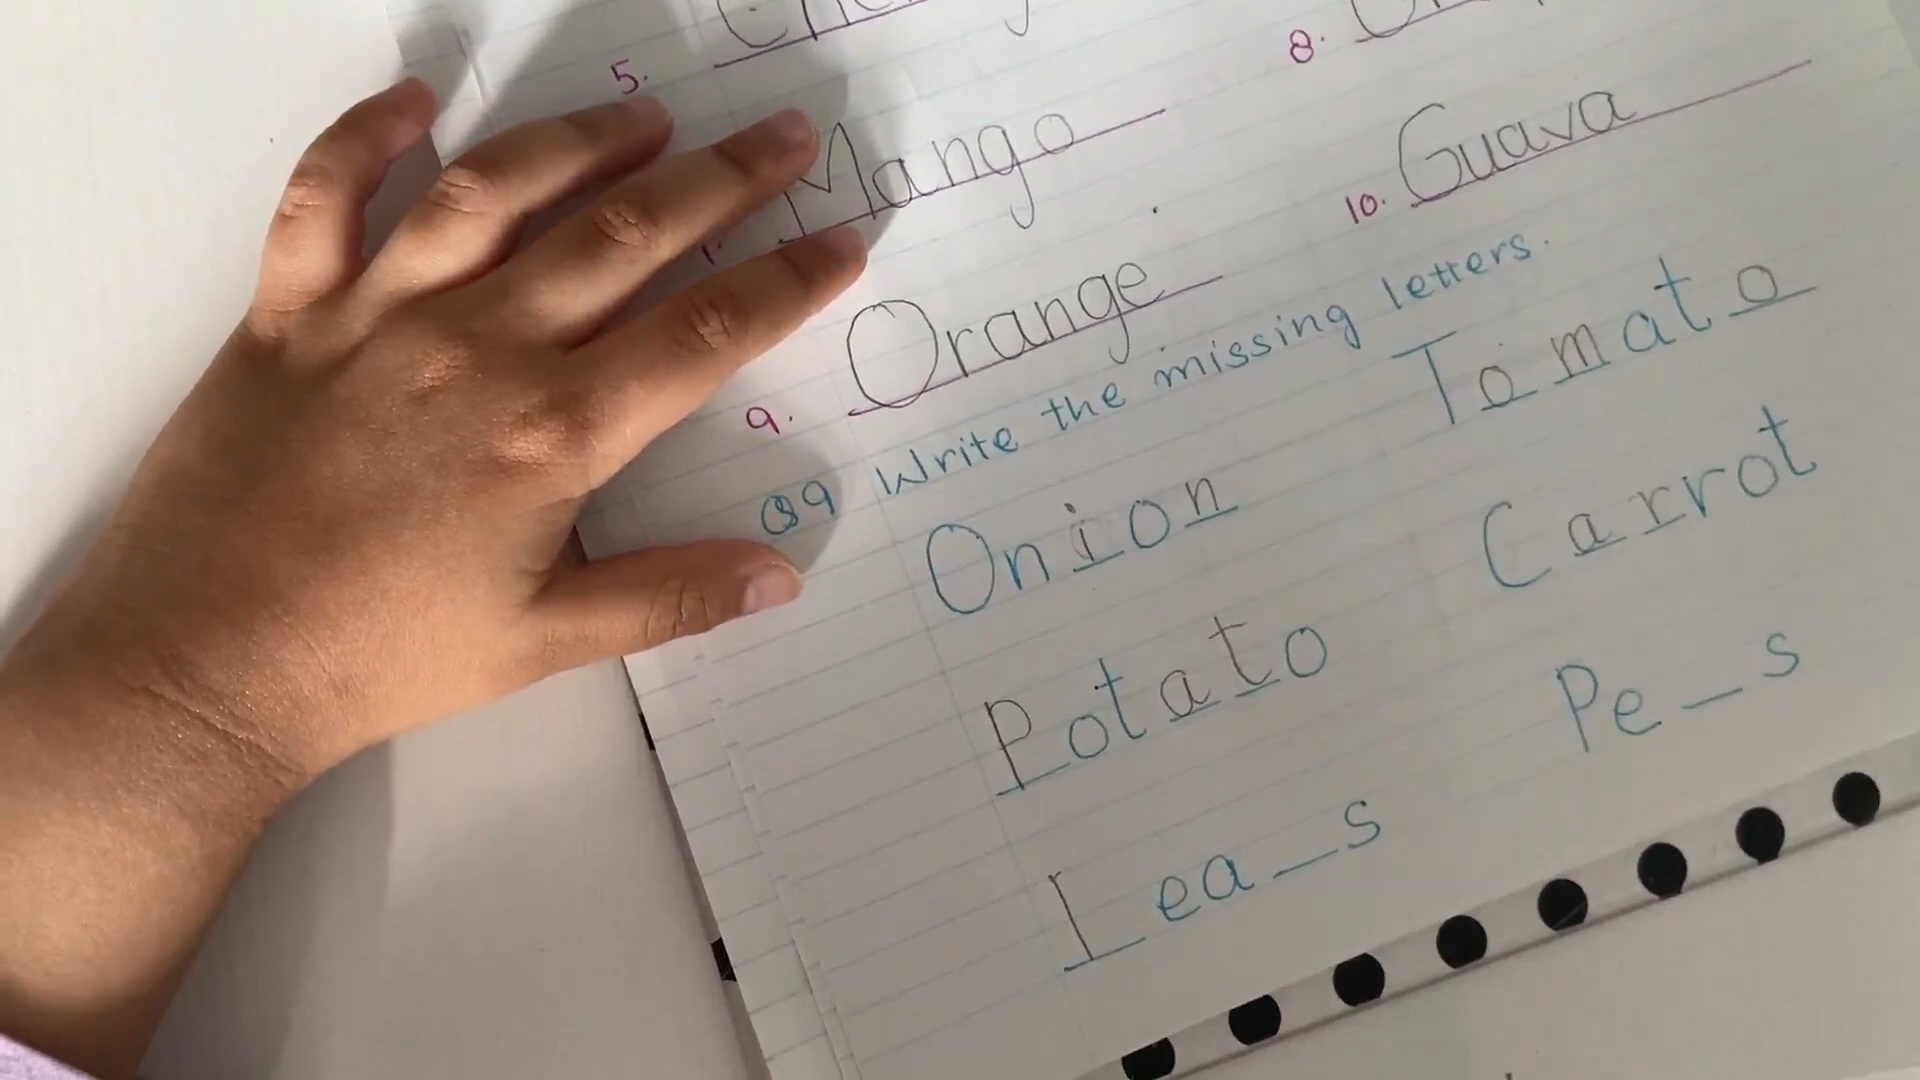 5.
8.
Mango
10. Guava
9. Orange
Q9 Write the missing letters.
Onion Tomato
Potato Carrot
Lea_s Pe_s